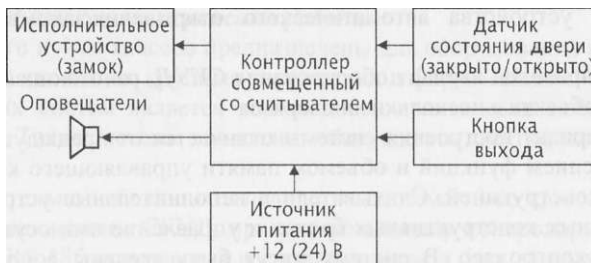 Исполнительное
устройство
(замок)
Оповещатели
Контроллер
совмещенный
со считывателем
Датчик
состояния двери
(закрыто/открыто)
Кнопка
выхода
Источник
питания
+12 (24) В